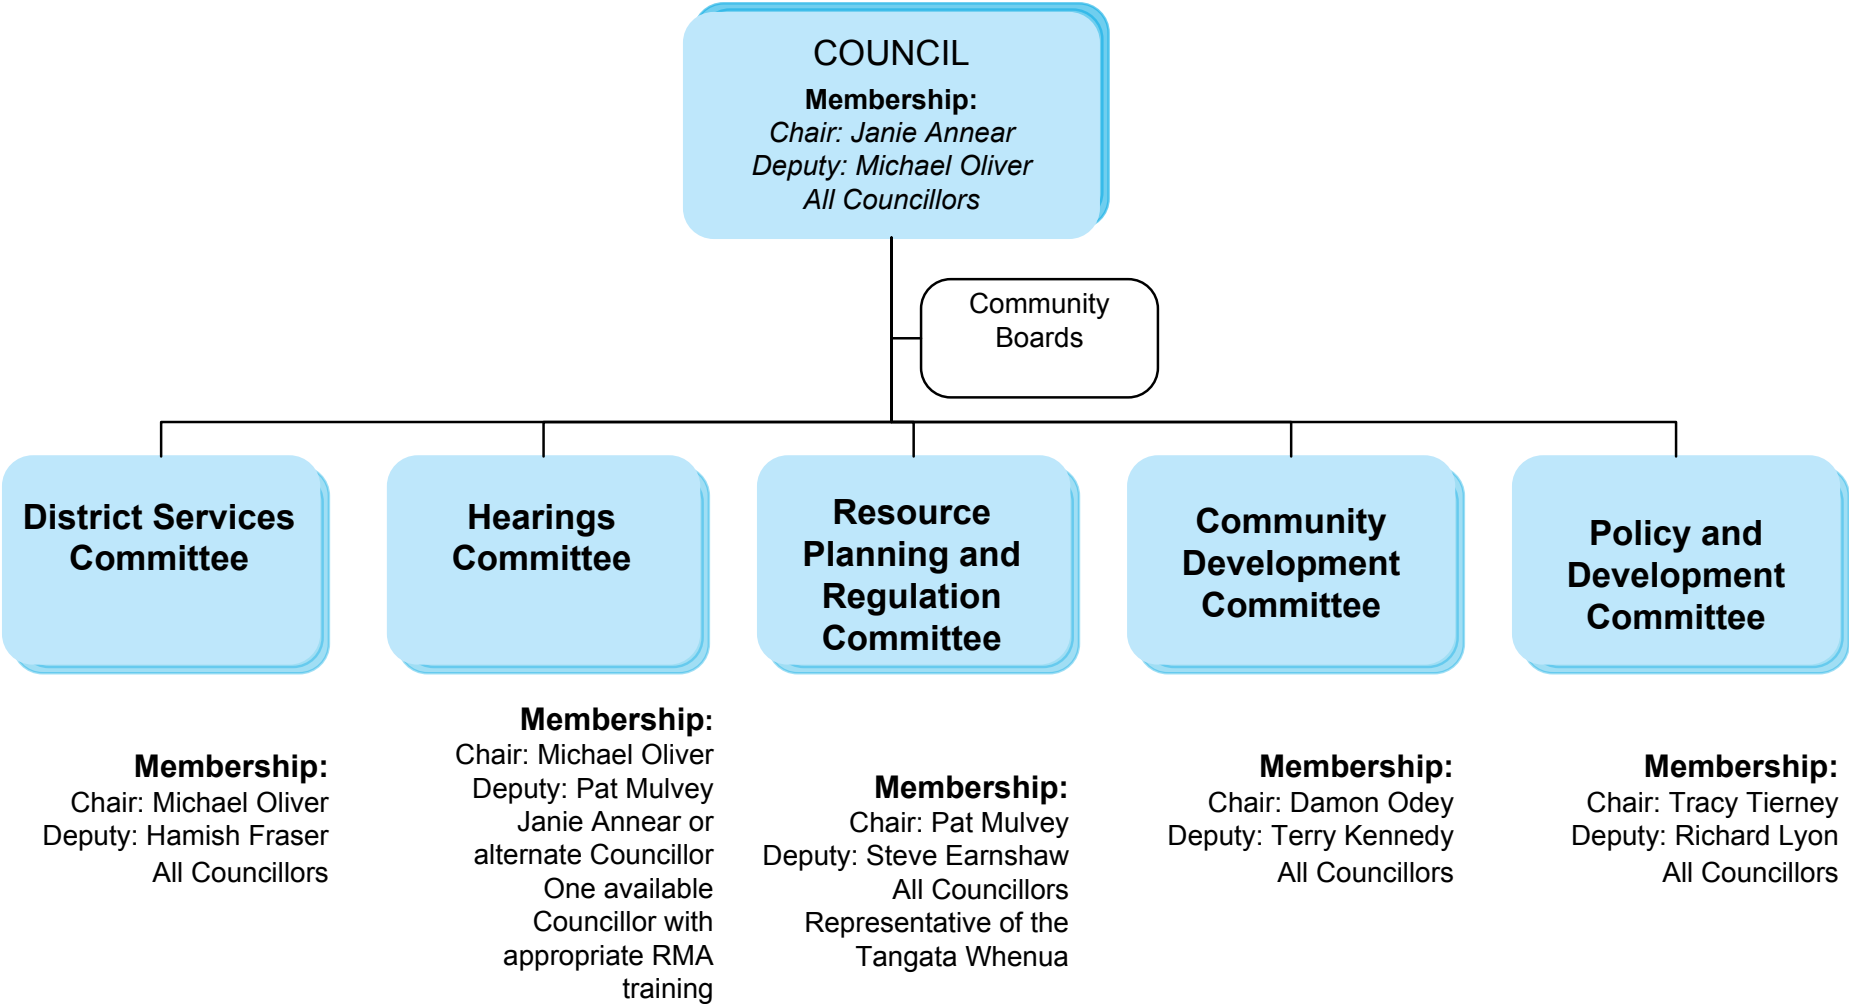 COUNCIL
Membership:
Chair: Janie Annear
Deputy: Michael Oliver
All Councillors
Community
Boards
District Services
Committee
Hearings
Committee
Resource
Planning and
Regulation
Committee
Community
Development
Committee
Policy and
Development
Committee
Membership:
Chair: Michael Oliver
Deputy: Hamish Fraser
All Councillors
Membership:
Chair: Michael Oliver
Deputy: Pat Mulvey
Janie Annear or
alternate Councillor
One available
Councillor with
appropriate RMA
training
Membership:
Chair: Pat Mulvey
Deputy: Steve Earnshaw
All Councillors
Representative of the
Tangata Whenua
Membership:
Chair: Damon Odey
Deputy: Terry Kennedy
All Councillors
Membership:
Chair: Tracy Tierney
Deputy: Richard Lyon
All Councillors